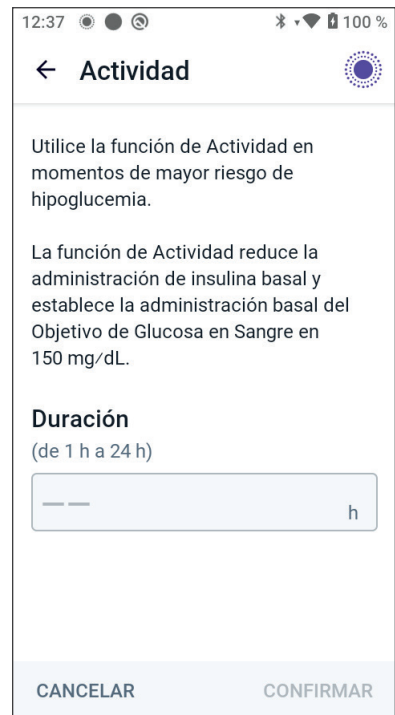 12:37 100 %
Actividad
Utilice la función de Actividad en
momentos de mayor riesgo de
hipoglucemia.
La función de Actividad reduce la
administración de insulina basal y
establece la administración basal del
Objetivo de Glucosa en Sangre en
150 mg/dL.
Duración
(de 1 h a 24 h)
— — h
CANCELAR CONFIRMAR